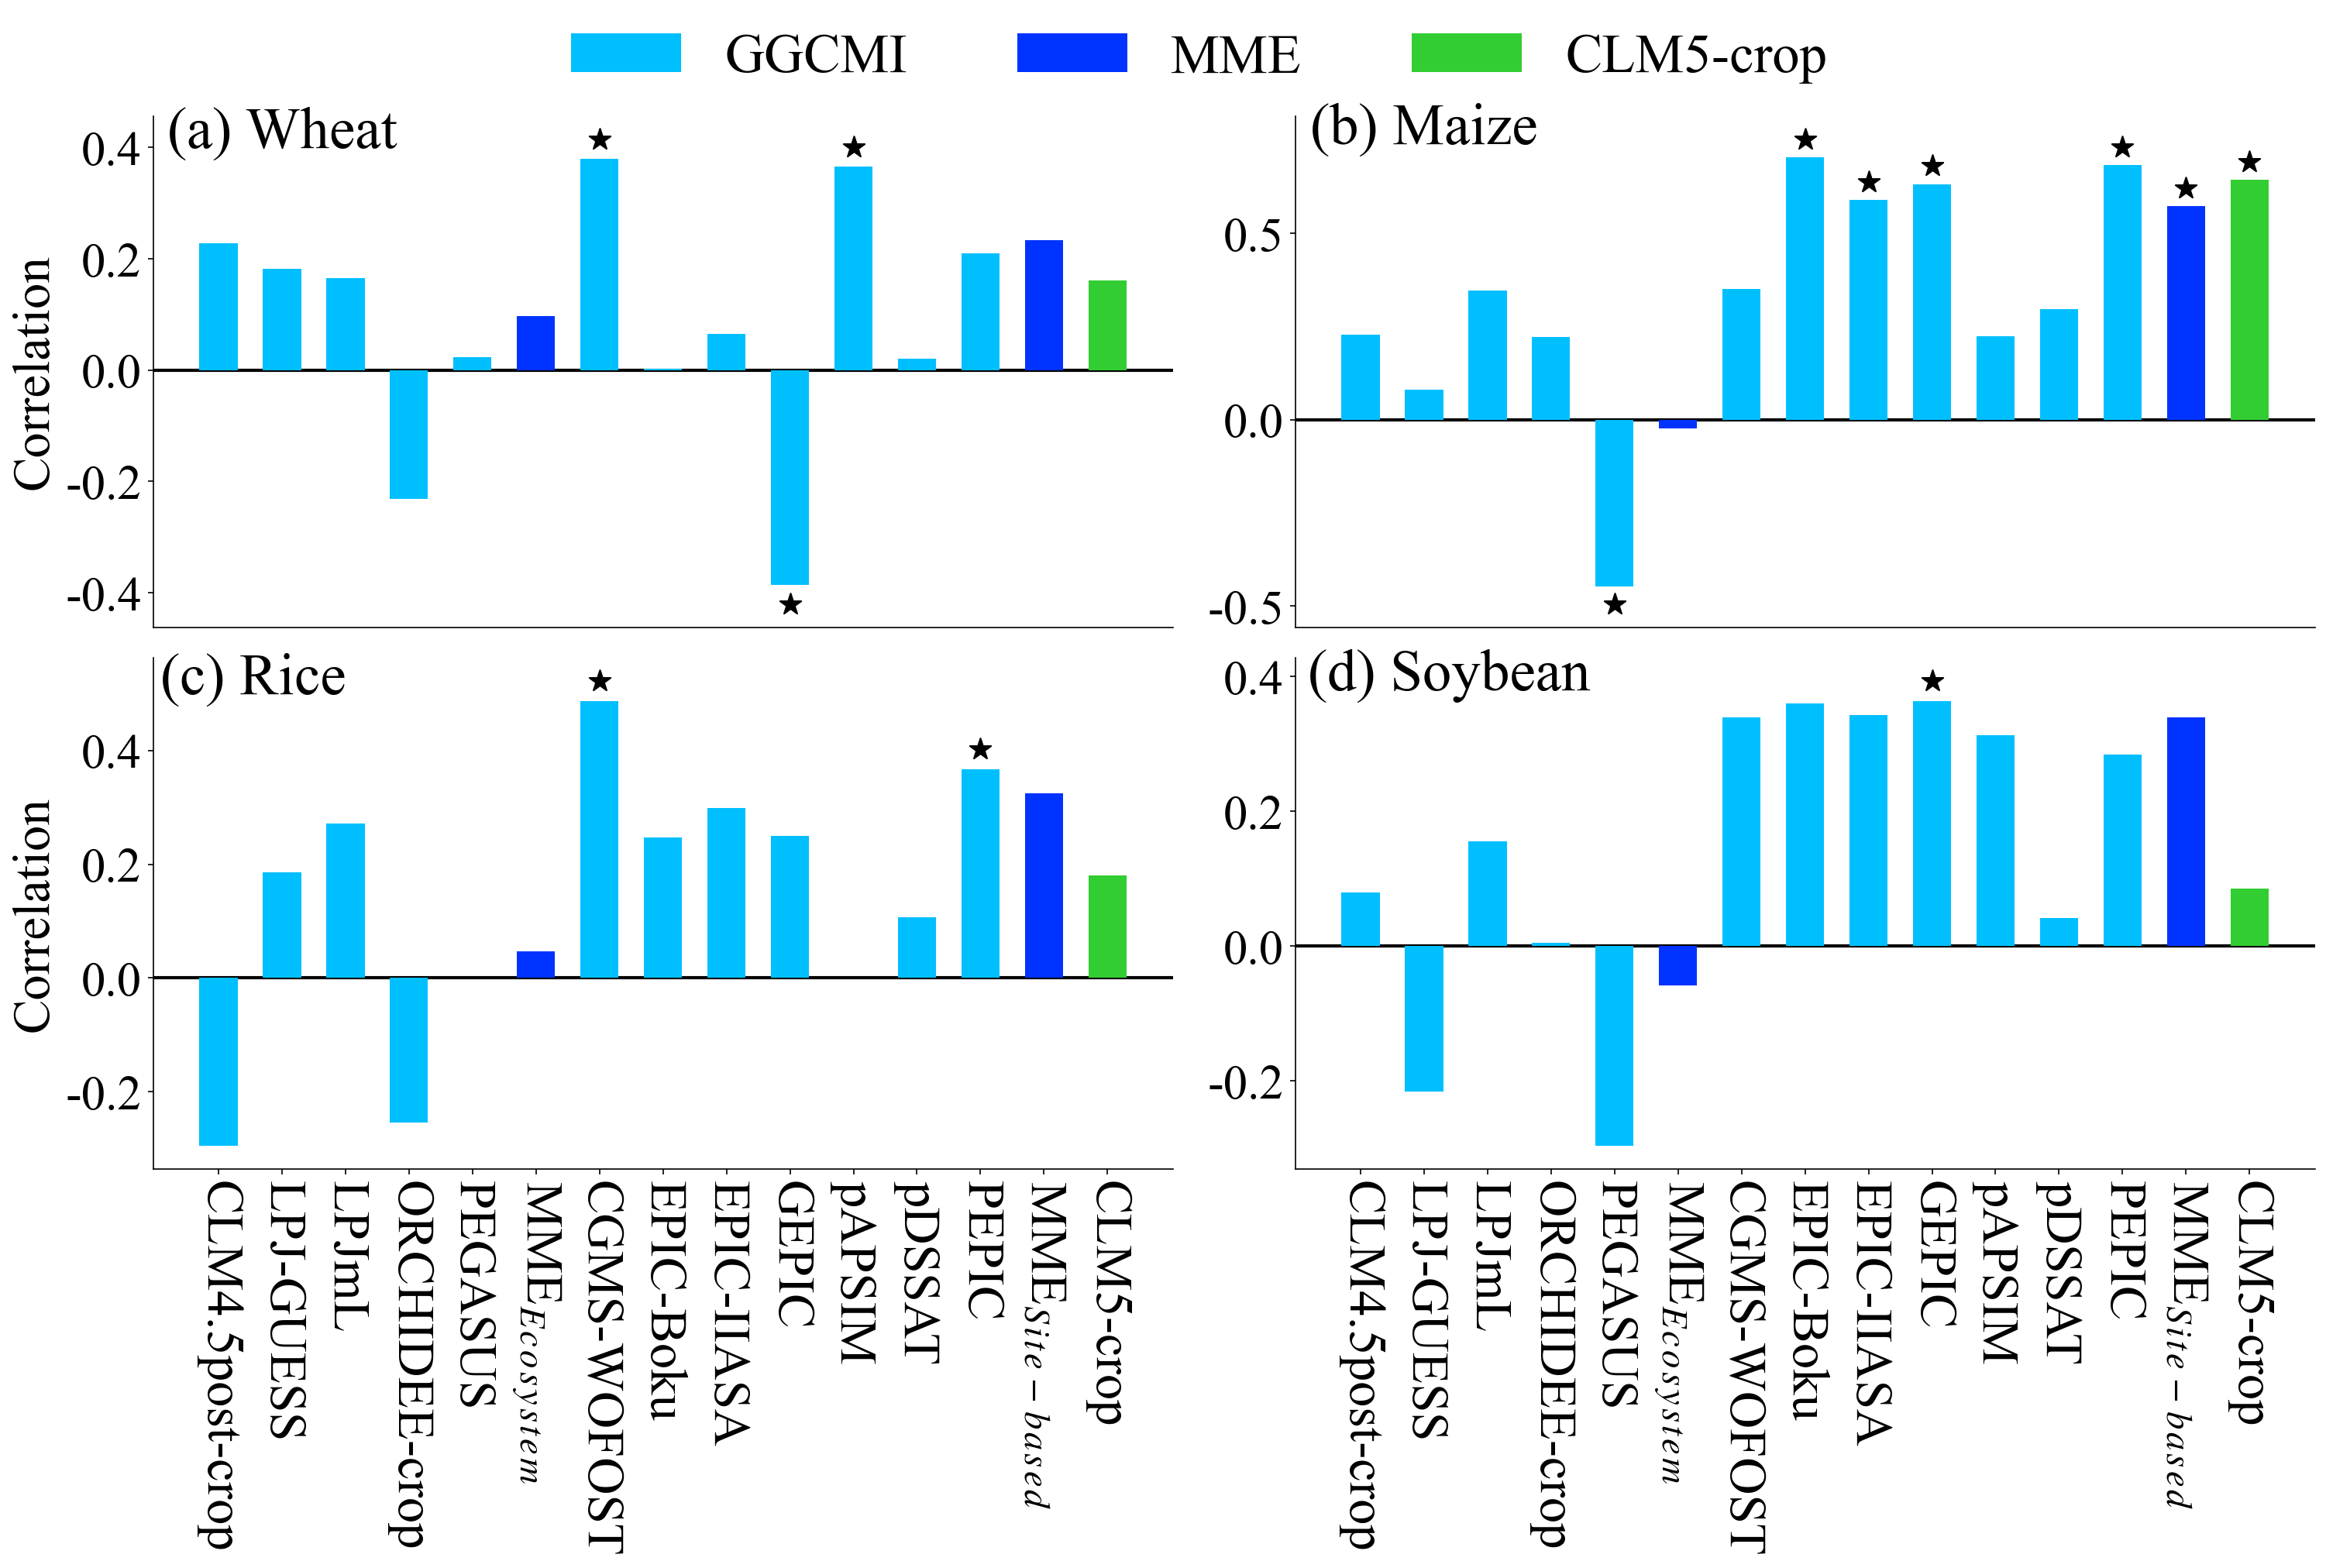 GGCMI MME CLM5-crop
(a) Wheat
Correlation
0.4
0.2
0.0
-0.2
-0.4
(b) Maize
0.5
0.0
-0.5
(c) Rice
Correlation
0.4
0.2
0.0
-0.2
(d) Soybean
0.4
0.2
0.0
-0.2
CLM4.5post-crop
LPJ-GUESS
LPJmL
ORCHIDEE-crop
PEGASUS
MMEEcosystem
CGMS-WOFOST
EPIC-Boku
EPIC-IIASA
GEPIC
pAPSIM
pDSSAT
PEPIC
MMESite−based
CLM5-crop
CLM4.5post-crop
LPJ-GUESS
LPJmL
ORCHIDEE-crop
PEGASUS
MMEEcosystem
CGMS-WOFOST
EPIC-Boku
EPIC-IIASA
GEPIC
pAPSIM
pDSSAT
PEPIC
MMESite−based
CLM5-crop